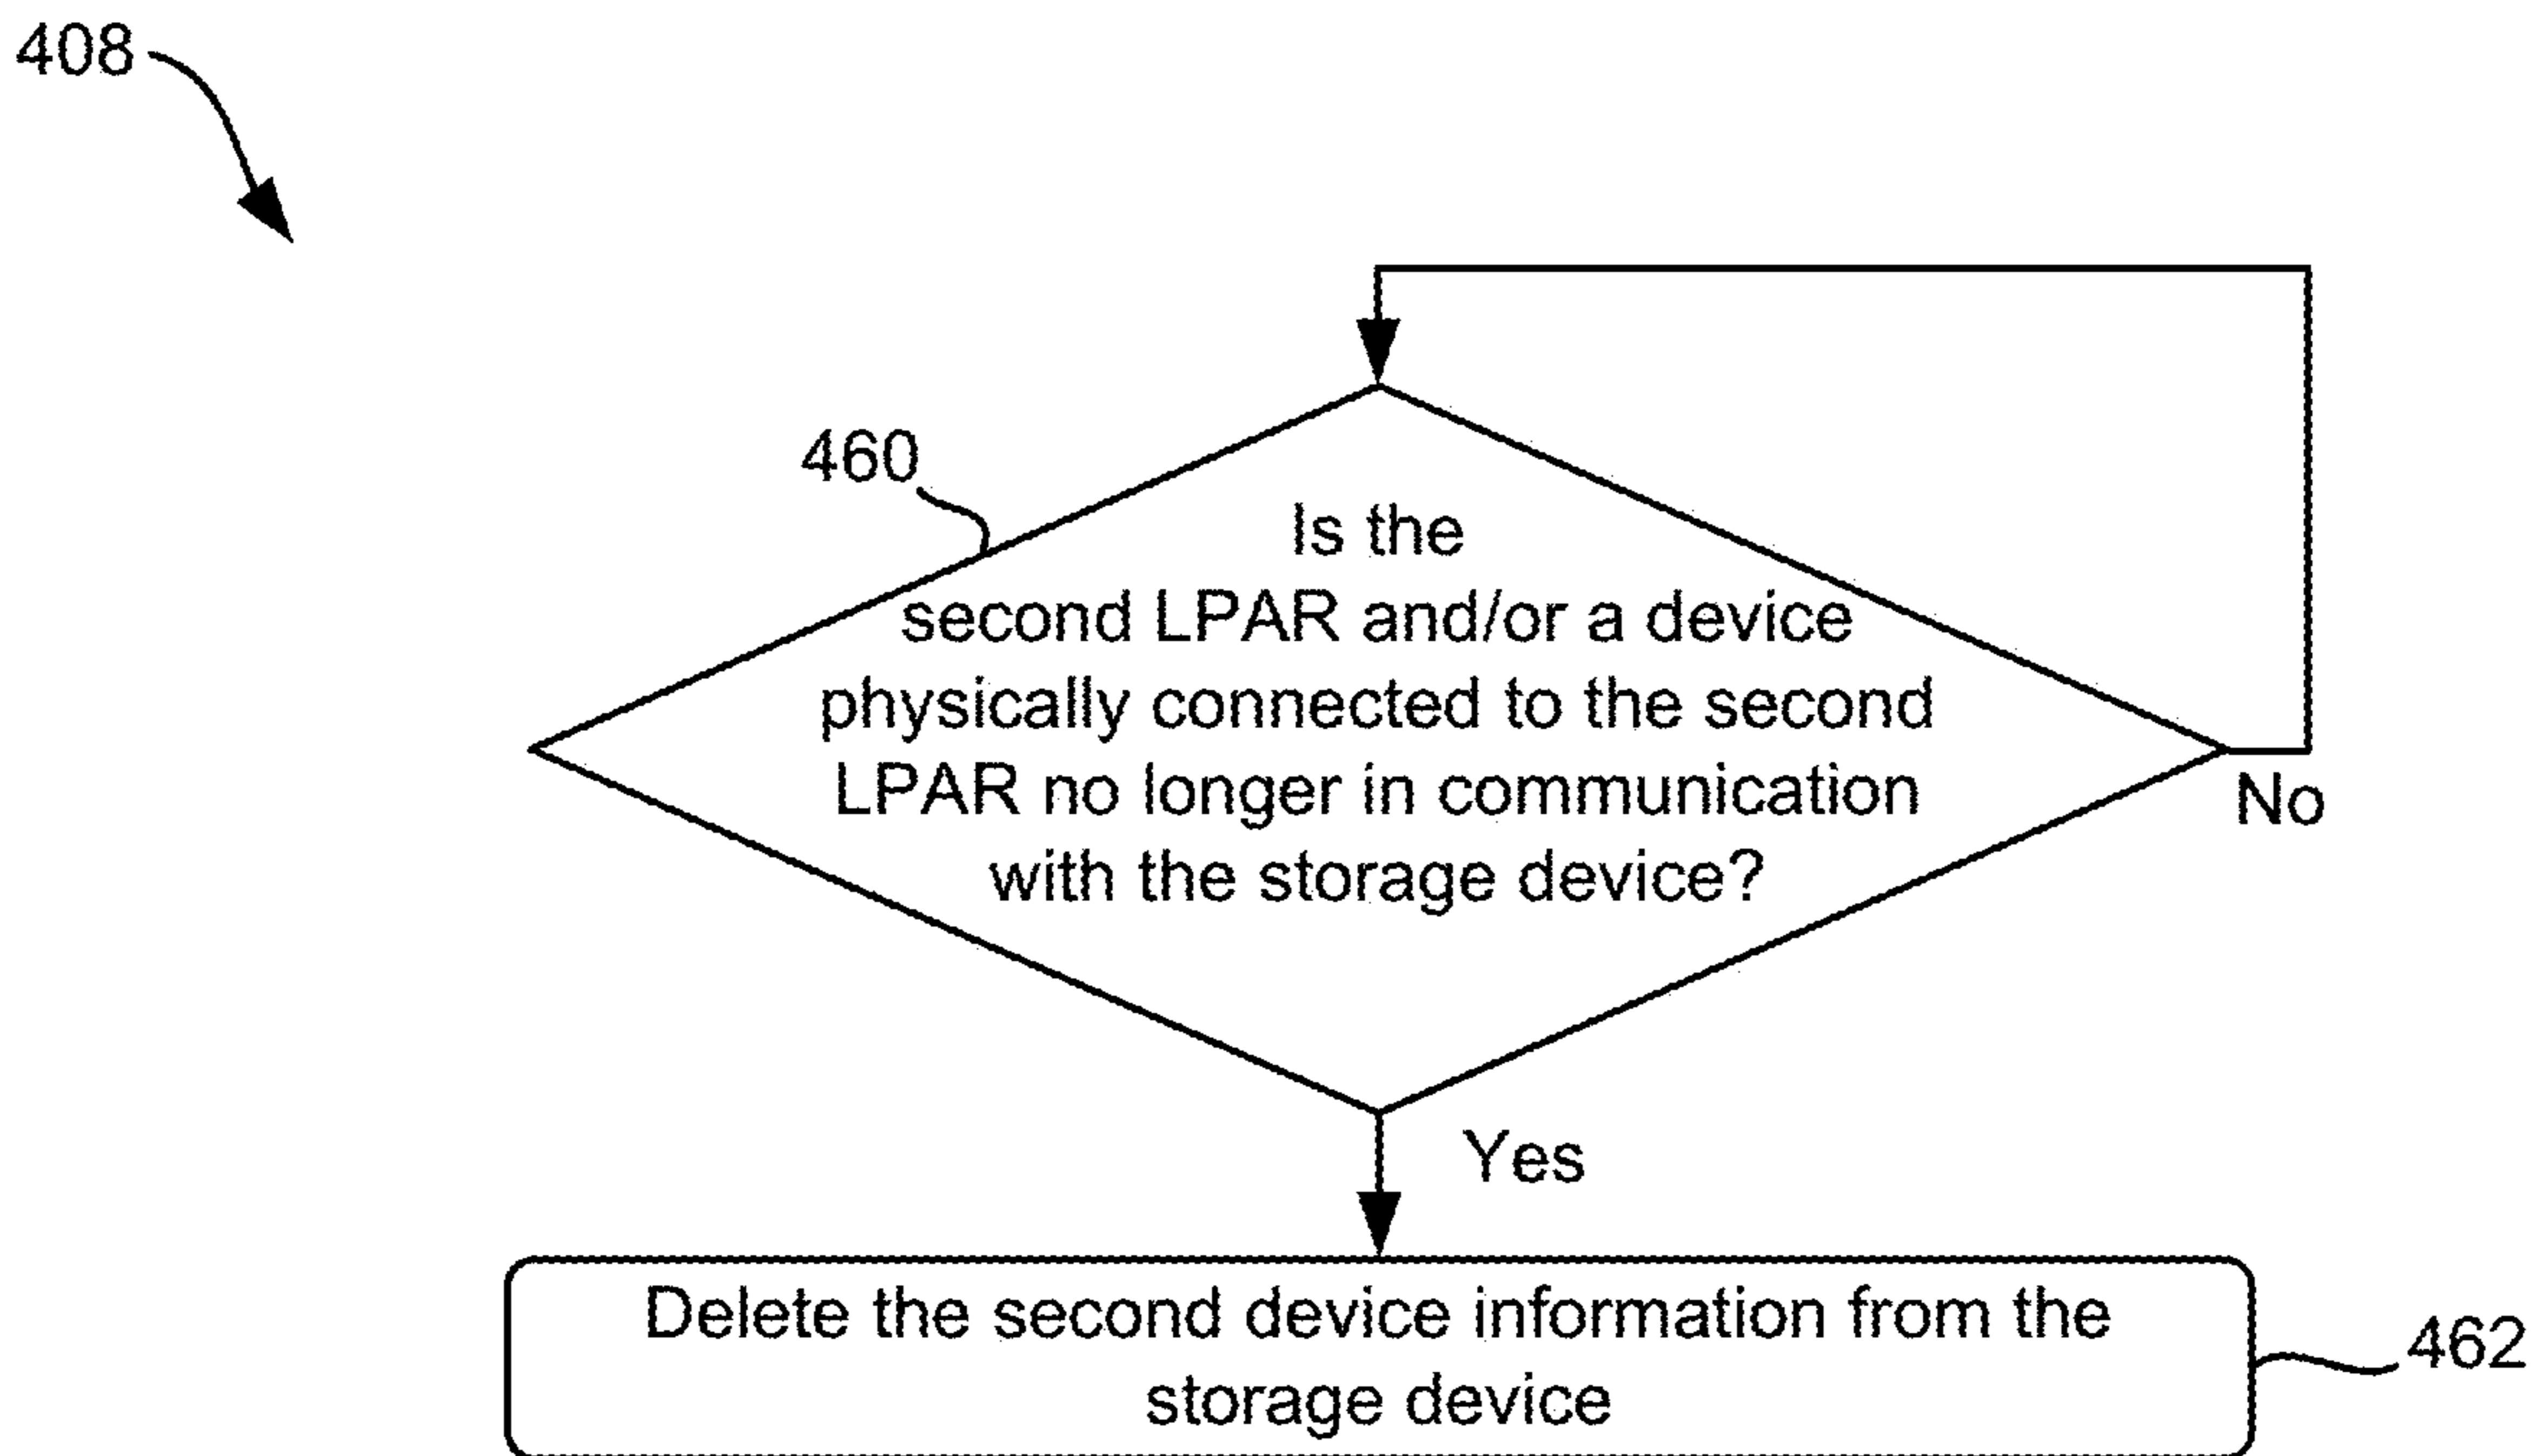 408
460
Is the
second LPAR and/or a device
physically connected to the second
LPAR no longer in communication
with the storage device?
No
Yes
Delete the second device information from the
storage device
462